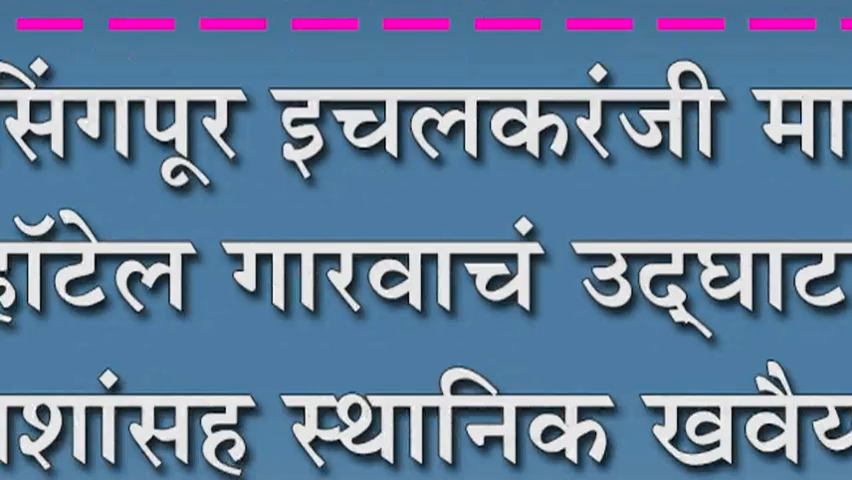 सिंगपूर इचलकरंजी मा
हॉटेल गारवाचं उद्घाट
शांसह स्थानिक खवैय